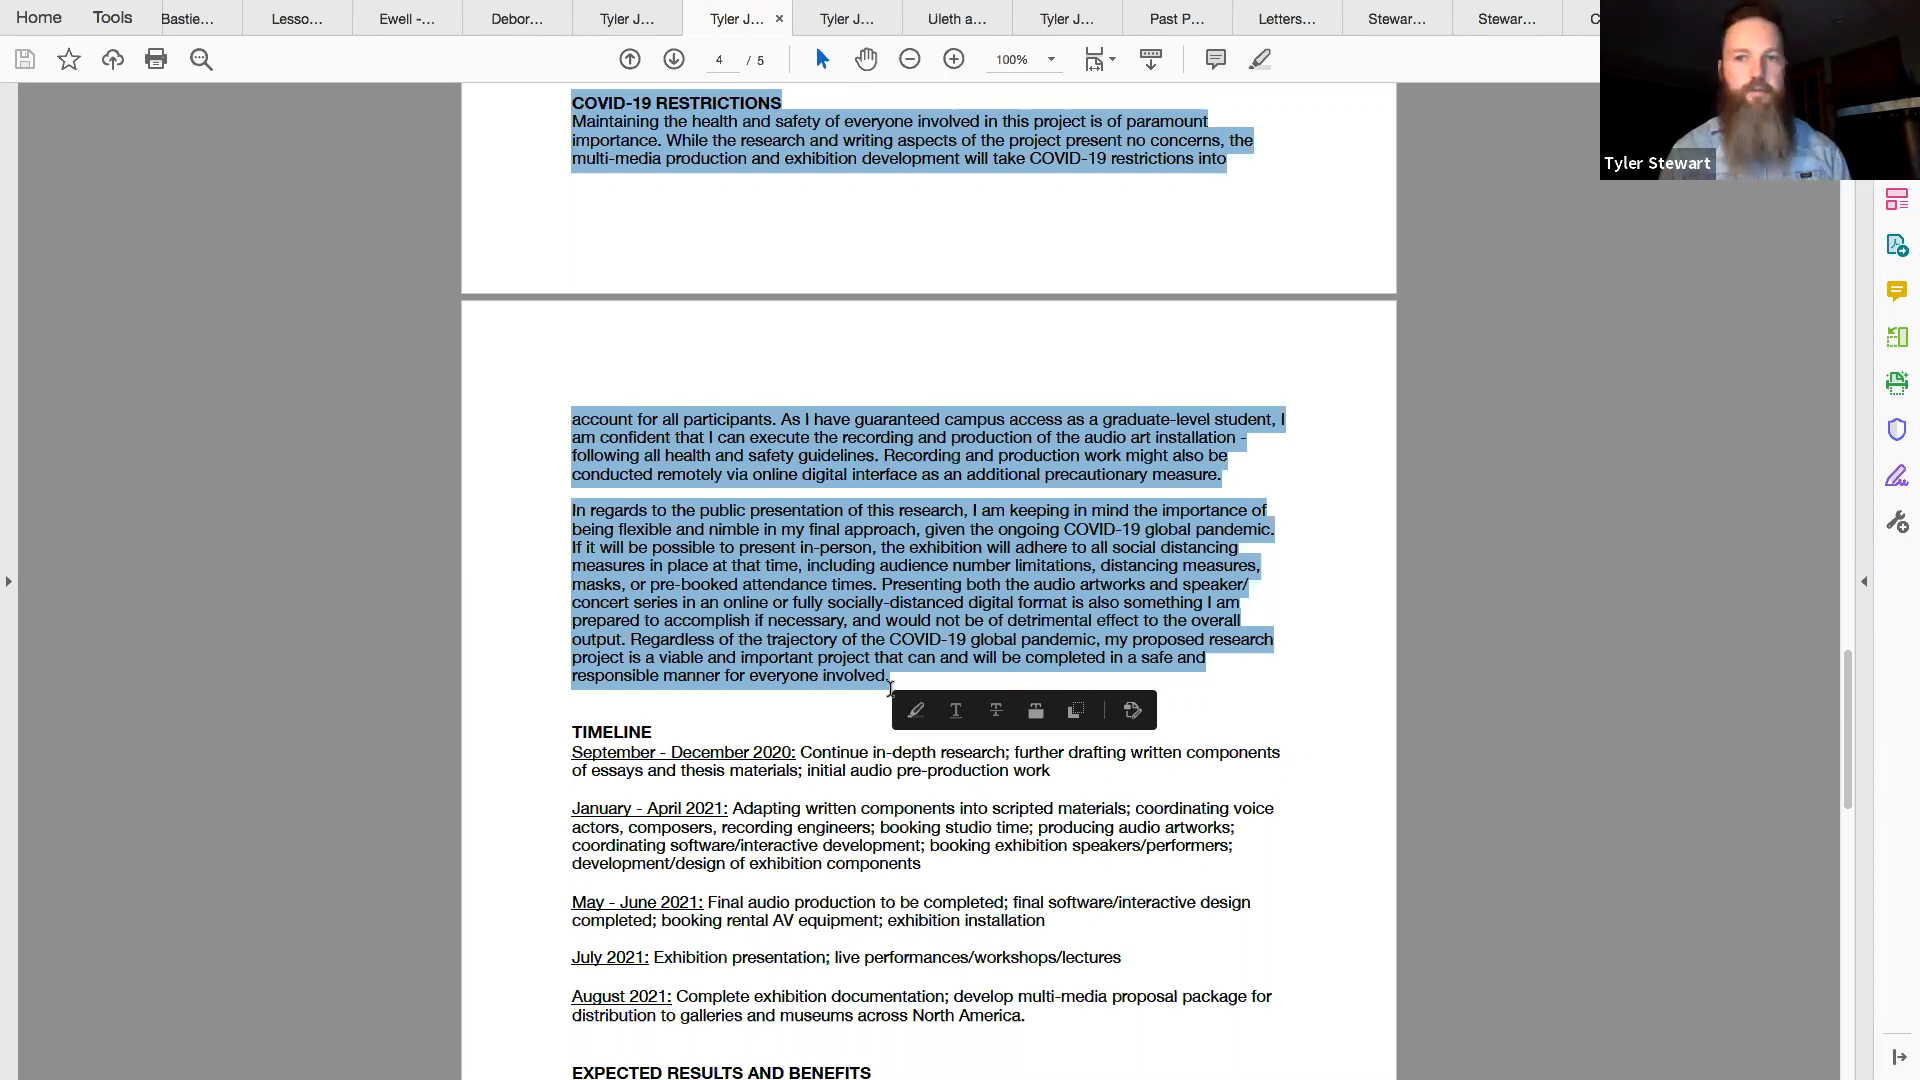 Home
Tools
Bastie...
Lesso...
Ewell -...
Debor...
Tyler J...
Tyler J...
Tyler J...
Uleth a...
Tyler J...
Past P...
Letters...
Stewar...
Stewar...
C
4 / 5
100%
Tyler Stewart
COVID-19 RESTRICTIONS
Maintaining the health and safety of everyone involved in this project is of paramount
importance. While the research and writing aspects of the project present no concerns, the
multi-media production and exhibition development will take COVID-19 restrictions into
account for all participants. As I have guaranteed campus access as a graduate-level student, I
am confident that I can execute the recording and production of the audio art installation -
following all health and safety guidelines. Recording and production work might also be
conducted remotely via online digital interface as an additional precautionary measure.
In regards to the public presentation of this research, I am keeping in mind the importance of
being flexible and nimble in my final approach, given the ongoing COVID-19 global pandemic.
If it will be possible to present in-person, the exhibition will adhere to all social distancing
measures in place at that time, including audience number limitations, distancing measures,
masks, or pre-booked attendance times. Presenting both the audio artworks and speaker/
concert series in an online or fully socially-distanced digital format is also something I am
prepared to accomplish if necessary, and would not be of detrimental effect to the overall
output. Regardless of the trajectory of the COVID-19 global pandemic, my proposed research
project is a viable and important project that can and will be completed in a safe and
responsible manner for everyone involved.
TIMELINE
September - December 2020: Continue in-depth research; further drafting written components
of essays and thesis materials; initial audio pre-production work
January - April 2021: Adapting written components into scripted materials; coordinating voice
actors, composers, recording engineers; booking studio time; producing audio artworks;
coordinating software/interactive development; booking exhibition speakers/performers;
development/design of exhibition components
May - June 2021: Final audio production to be completed; final software/interactive design
completed; booking rental AV equipment; exhibition installation
July 2021: Exhibition presentation; live performances/workshops/lectures
August 2021: Complete exhibition documentation; develop multi-media proposal package for
distribution to galleries and museums across North America.
EXPECTED RESULTS AND BENEFITS